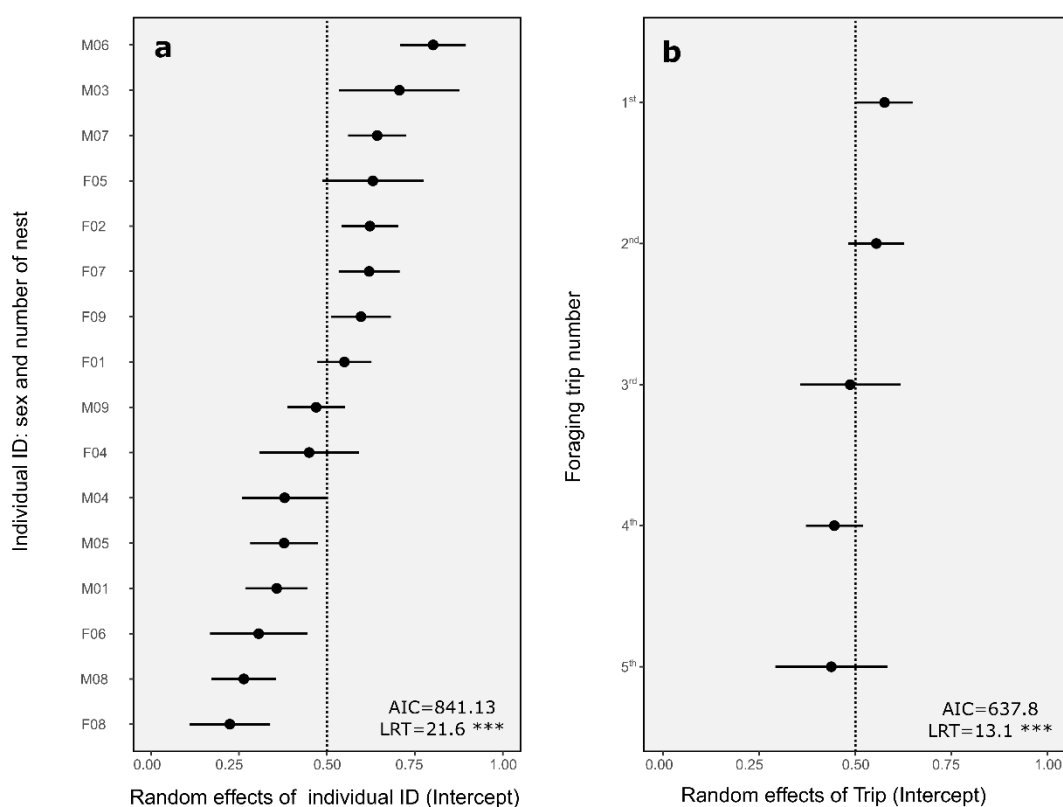 a
M06
M03
M07
F05
F02
F07
F09
F01
M09
F04
M04
M05
M01
F06
M08
F08
Individual ID: sex and number of nest
AIC=841.13
LRT=21.6 ***
0.00 0.25 0.50 0.75 1.00
Random effects of individual ID (Intercept)
b
1st
2nd
3rd
4th
5th
Foraging trip number
AIC=637.8
LRT=13.1 ***
0.00 0.25 0.50 0.75 1.00
Random effects of Trip (Intercept)